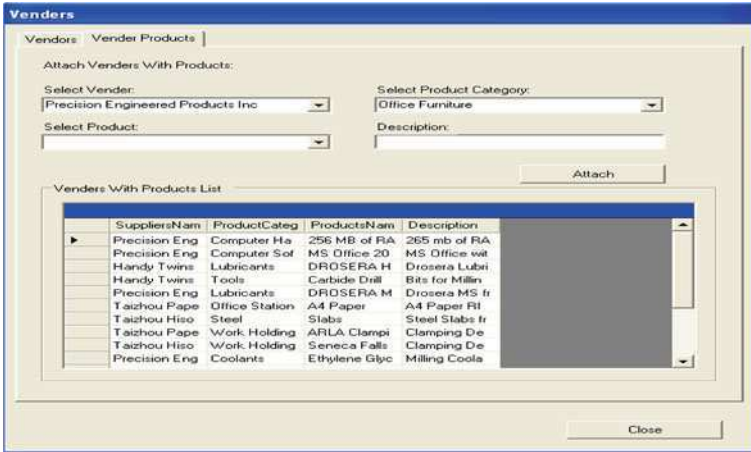 Venders
Vendors Vender Products
Attach Venders With Products:
Select Vender: Select Product Category:
Precision Engineered Products Inc Office Furniture
Select Product: Description:
Attach
Venders With Products List
SuppliersNam ProductCateg ProductsNam Description
Precision Eng Computer Ha 256 MB of RA 265 mb of RA
Precision Eng Computer Sof MS Office 20 MS Office wit
Handy Twins Lubricants DROSERA H Drosera Lubri
Handy Twins Tools Carbide Drill Bits for Millin
Precision Eng Lubricants DROSERA M Drosera MS fr
Taizhou Pape Office Station A4 Paper A4 Paper RI
Taizhou Hiso Steel Slabs Steel Slabs fr
Taizhou Pape Work Holding ARLA Clampi Clamping De
Taizhou Hiso Work Holding Seneca Falls Clamping De
Precision Eng Coolants Ethylene Glyc Milling Coola
Close